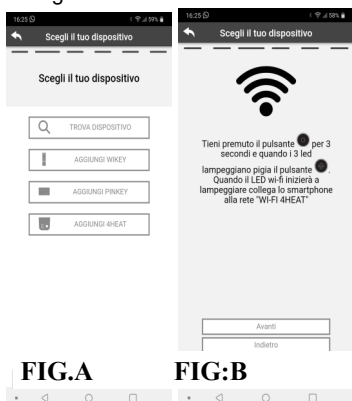 16:25
59%
Scegli il tuo dispositivo
Scegli il tuo dispositivo
TROVA DISPOSITIVO
AGGIUNGI WIKEY
AGGIUNGI PINKEY
AGGIUNGI 4HEAT
FIG.A
16:25
58%
Scegli il tuo dispositivo
Tieni premuto il pulsante per 3
secondi e quando i 3 led
lampeggiano pigia il pulsante .
Quando il LED wi-fi inizierà a
lampeggiare collega lo smartphone
alla rete "WI-FI 4HEAT"
Avanti
Indietro
FIG:B